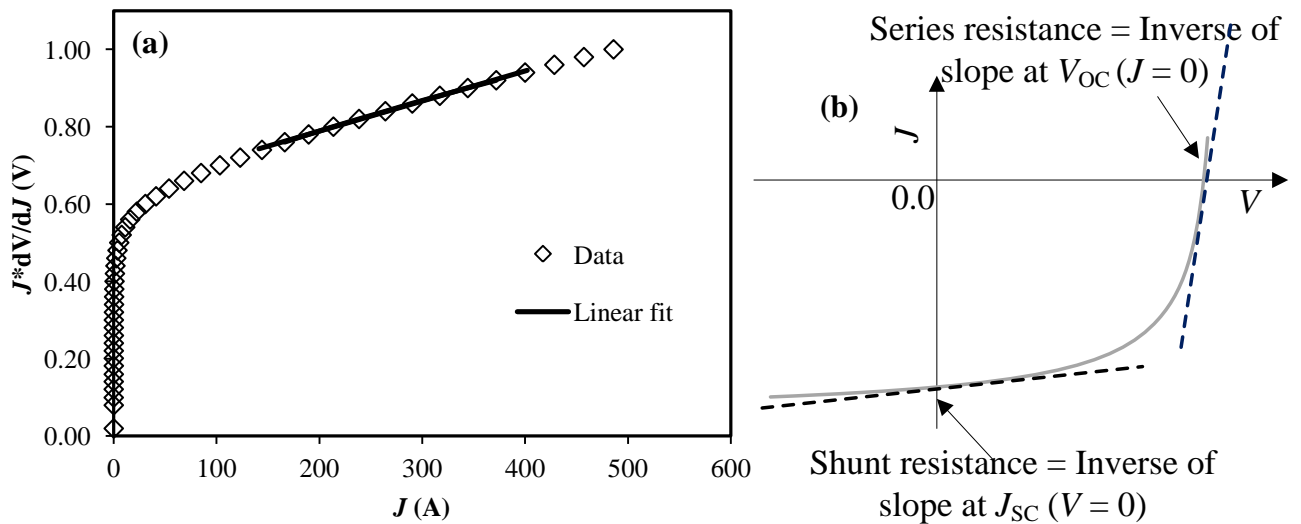 (a)
J*dV/dJ (V)
1.00
0.80
0.60
0.40
0.20
0.00
0
100
200
300
400
500
600
J (A)
Data
Linear fit
Series resistance = Inverse of
slope at VOC (J = 0)
(b)
J
0.0
V
Shunt resistance = Inverse of
slope at JSC (V = 0)